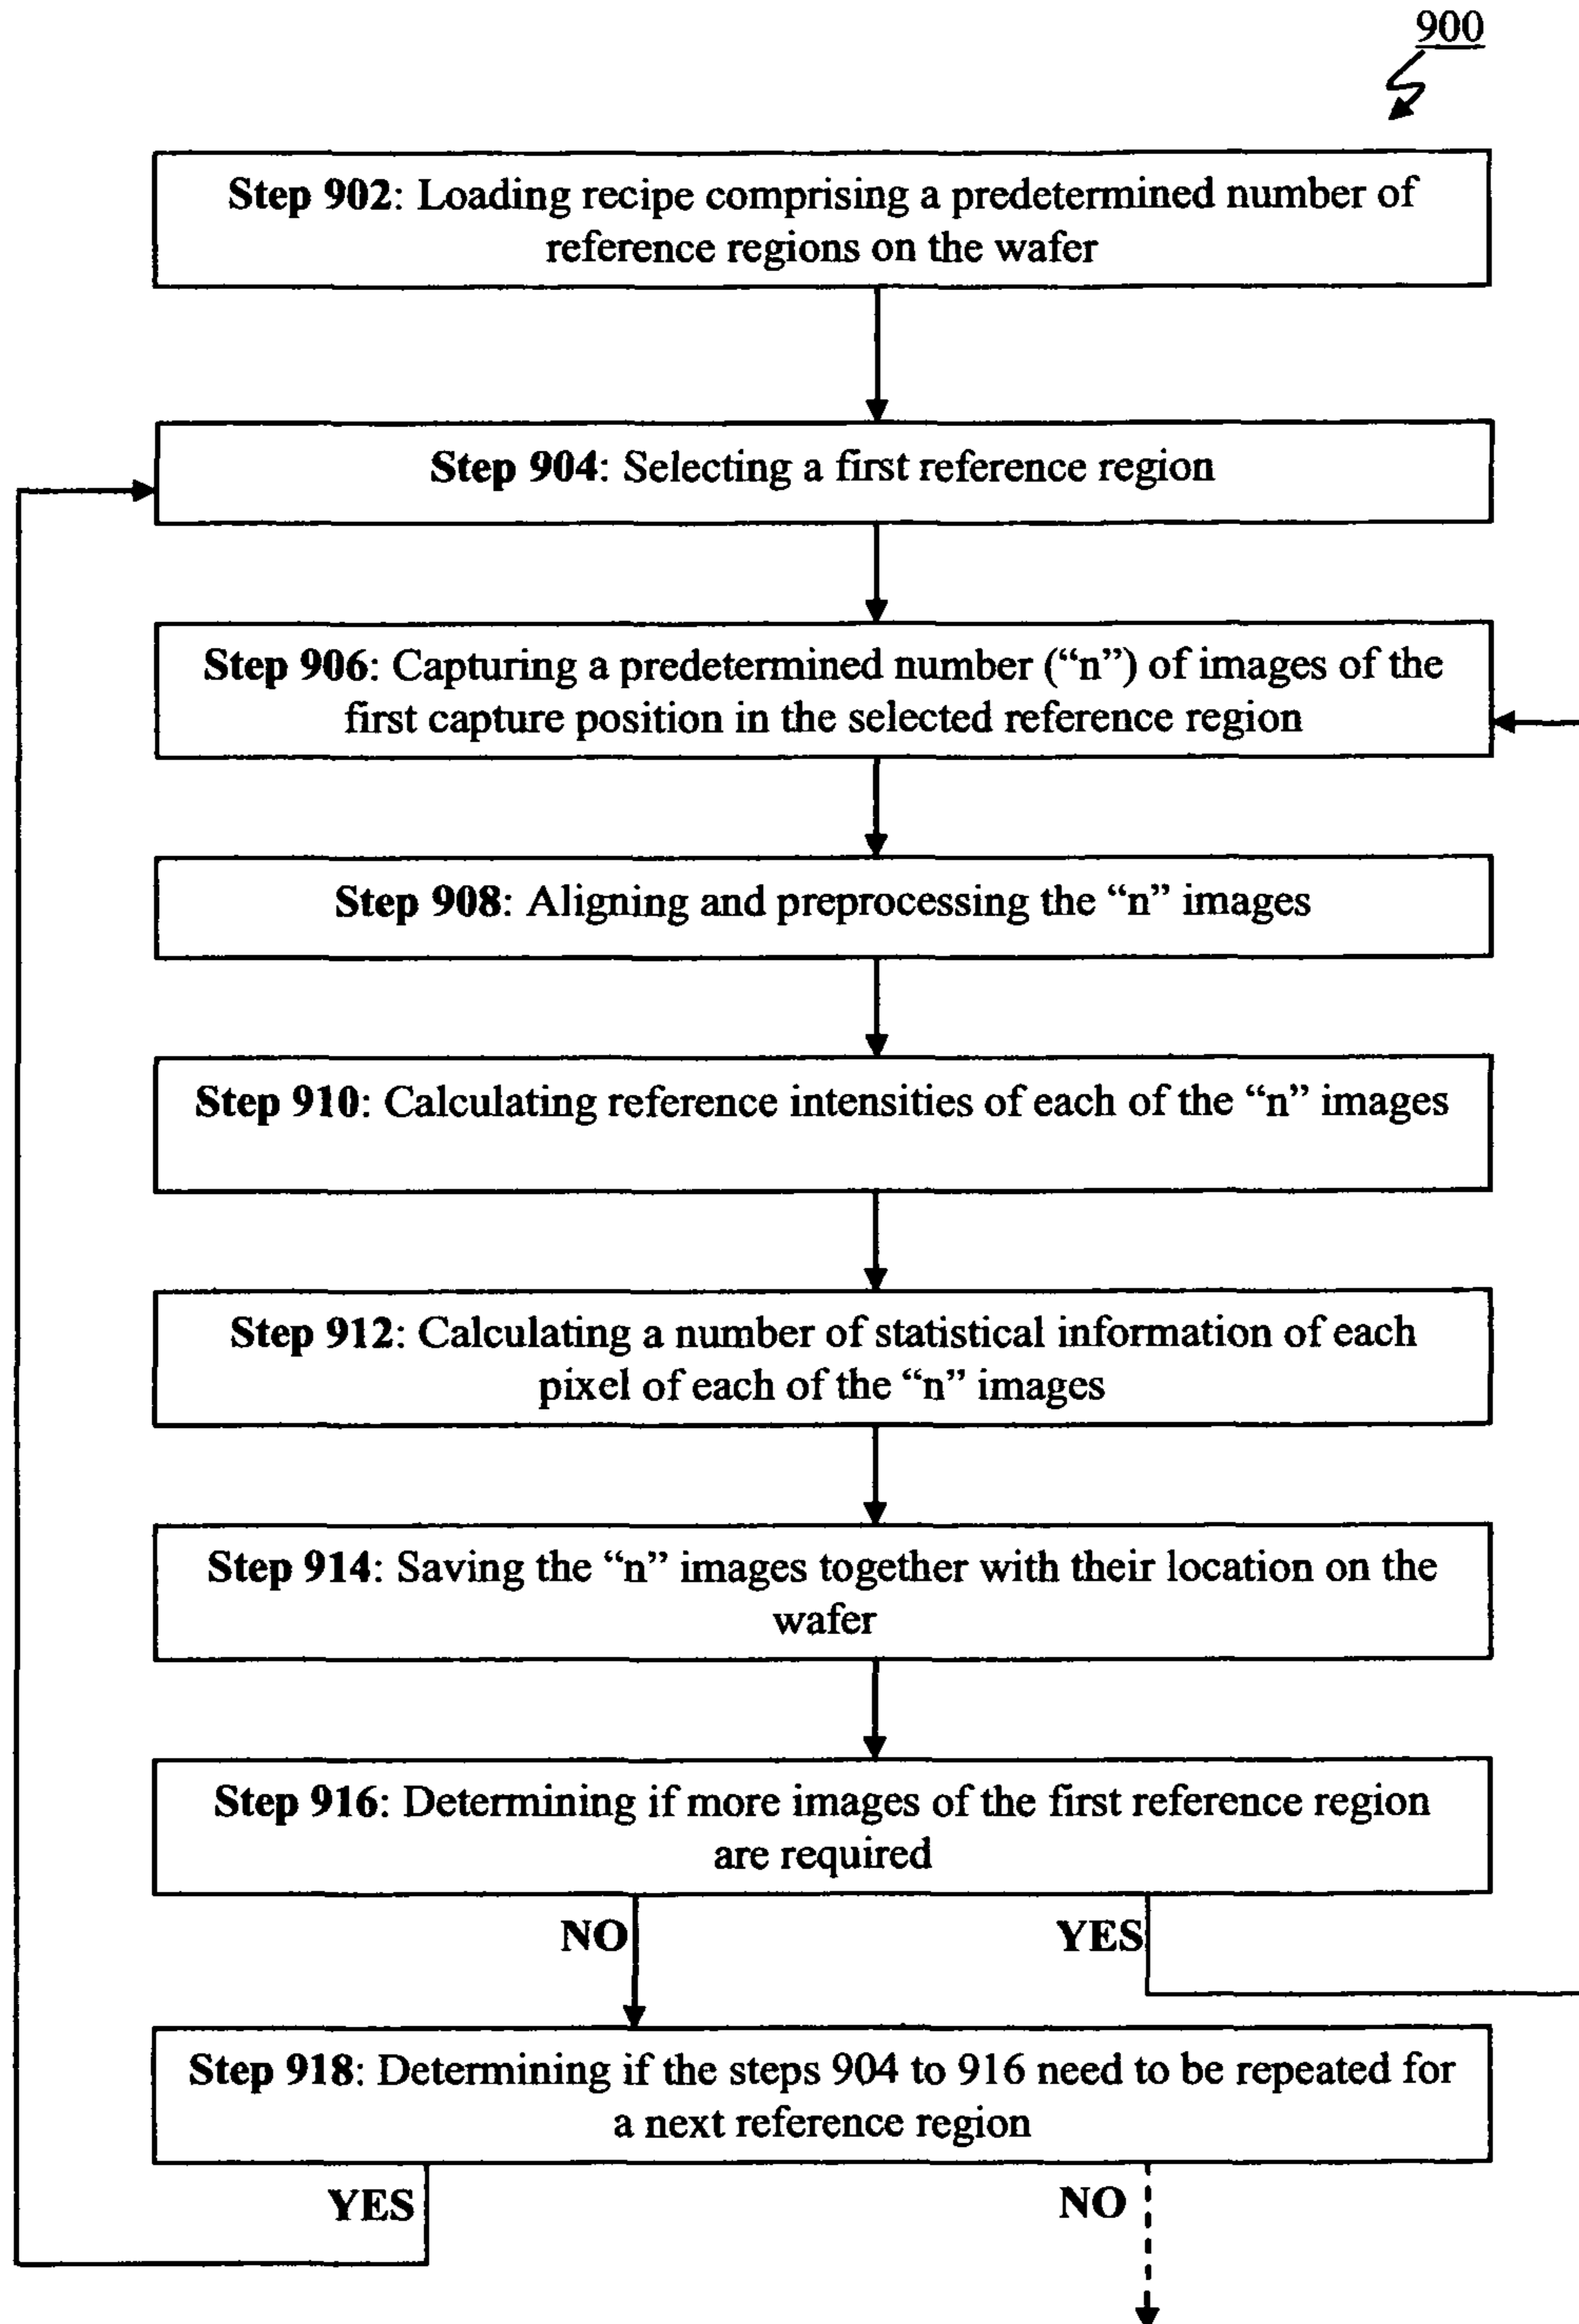 900
Step 902: Loading recipe comprising a predetermined number of
reference regions on the wafer
Step 904: Selecting a first reference region
Step 906: Capturing a predetermined number (“n”) of images of the
first capture position in the selected reference region
Step 908: Aligning and preprocessing the “n” images
Step 910: Calculating reference intensities of each of the “n” images
Step 912: Calculating a number of statistical information of each
pixel of each of the “n” images
Step 914: Saving the “n” images together with their location on the
wafer
Step 916: Determining if more images of the first reference region
are required
NO YES
Step 918: Determining if the steps 904 to 916 need to be repeated for
a next reference region
YES NO